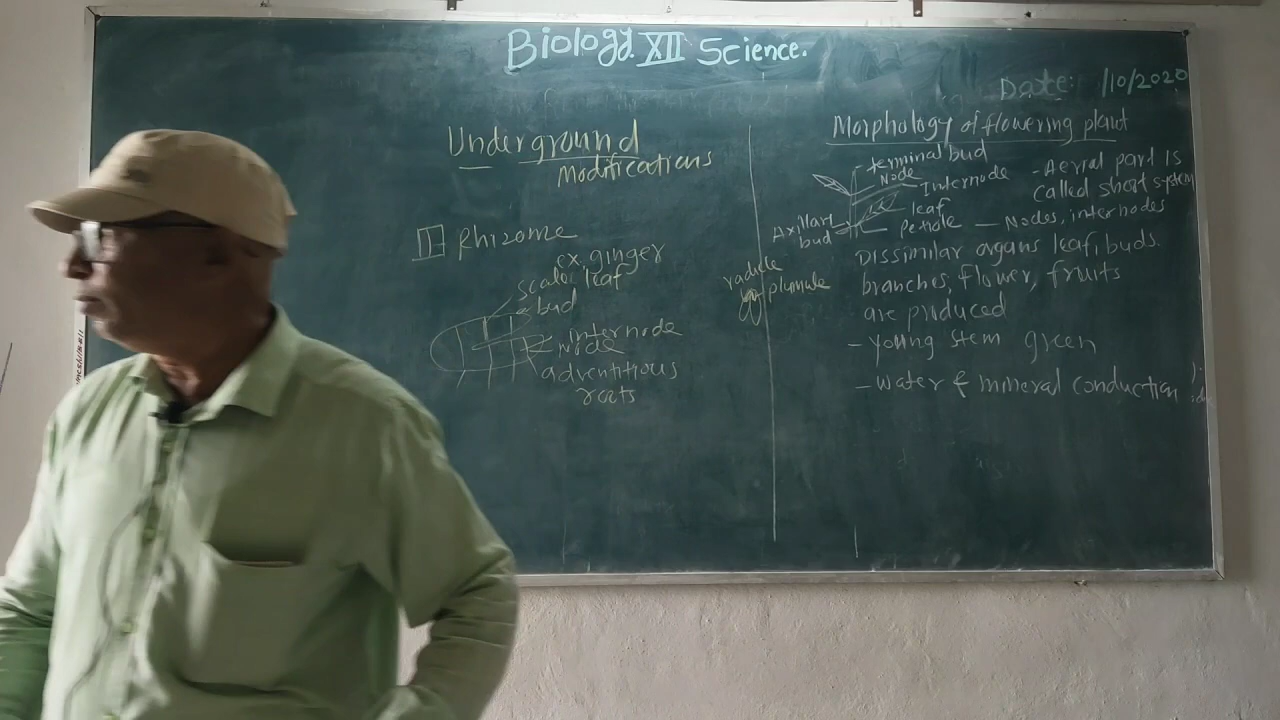 Biology XII Science.
Date: /10/2020
Underground
Modifications
II Rhizome
ex. ginger
scale leaf
bud
internode
Node
adventitious
roots
Morphology of flowering plant
terminal bud
Node
Internode
leaf
Petiole
Axillary
bud
radicle
plumule
- Aerial part is
called shoot system
- Nodes, internodes
Dissimilar organs leaf, buds.
branches, flower, fruits
are produced
- young stem green
- water & mineral conduction